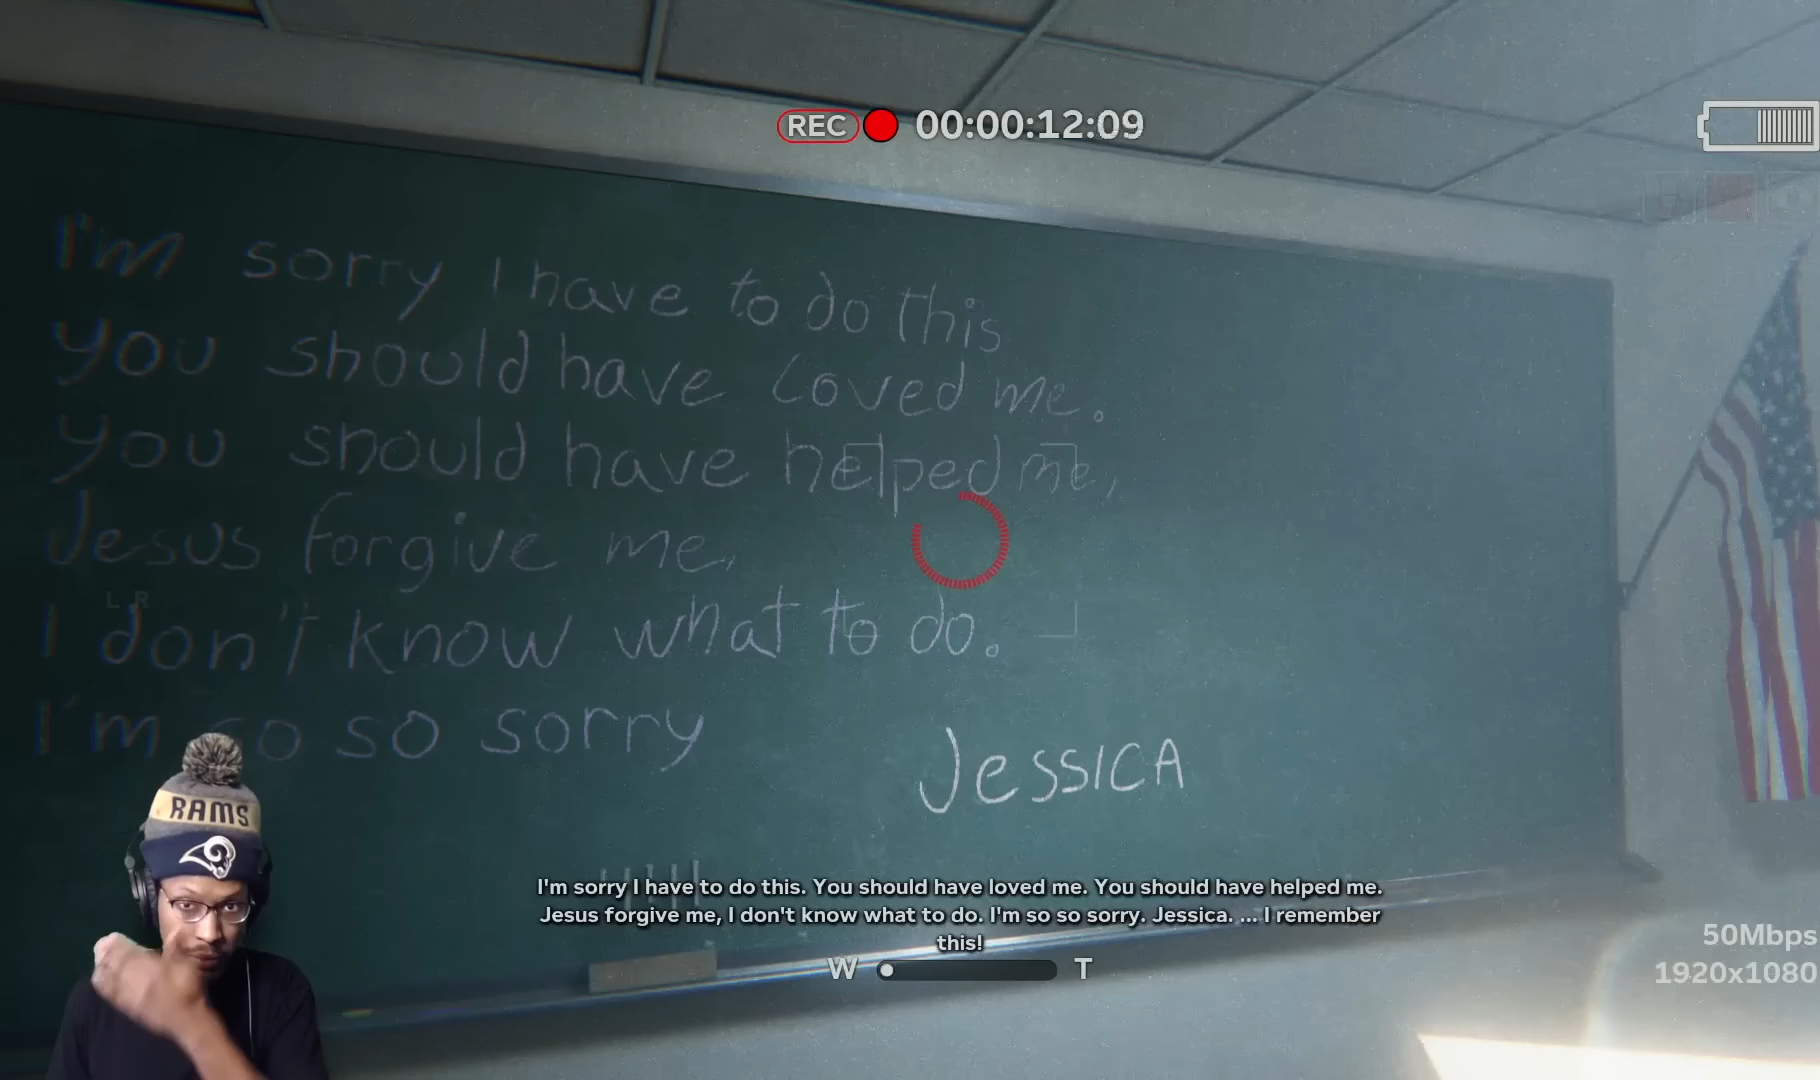 REC 00:00:12:09
I'm sorry I have to do this
You should have Loved me.
You should have helped me,
Jesus forgive me,
L R
I don't know what to do.
I'm so so sorry
JeSSICA
RAMS
I'm sorry I have to do this. You should have loved me. You should have helped me.
Jesus forgive me, I don't know what to do. I'm so so sorry. Jessica. ... I remember
this!
W T
50Mbps
1920x1080